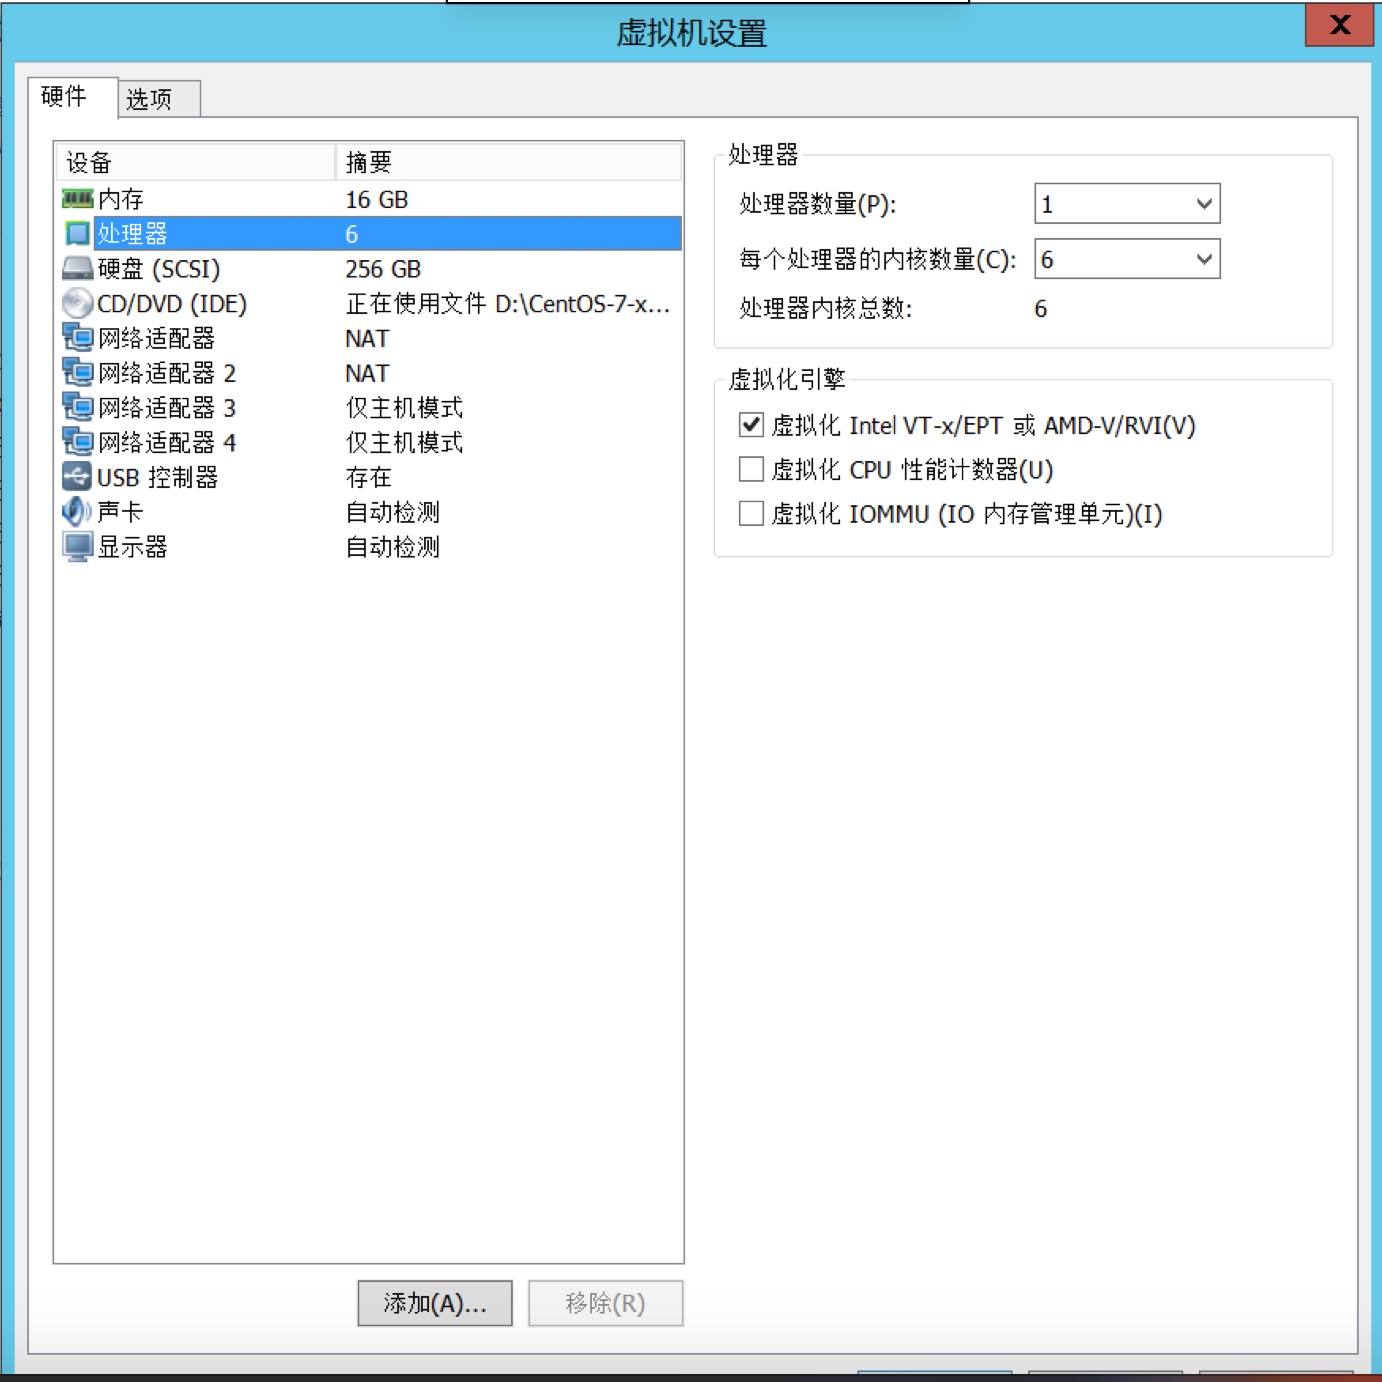 虚拟机设置
X
硬件
选项
设备 摘要
内存 16 GB
处理器 6
硬盘 (SCSI) 256 GB
CD/DVD (IDE) 正在使用文件 D:\CentOS-7-x...
网络适配器 NAT
网络适配器 2 NAT
网络适配器 3 仅主机模式
网络适配器 4 仅主机模式
USB 控制器 存在
声卡 自动检测
显示器 自动检测
添加(A)...
移除(R)
处理器
处理器数量(P): 1
每个处理器的内核数量(C): 6
处理器内核总数: 6
虚拟化引擎
虚拟化 Intel VT-x/EPT 或 AMD-V/RVI(V)
虚拟化 CPU 性能计数器(U)
虚拟化 IOMMU (IO 内存管理单元)(I)